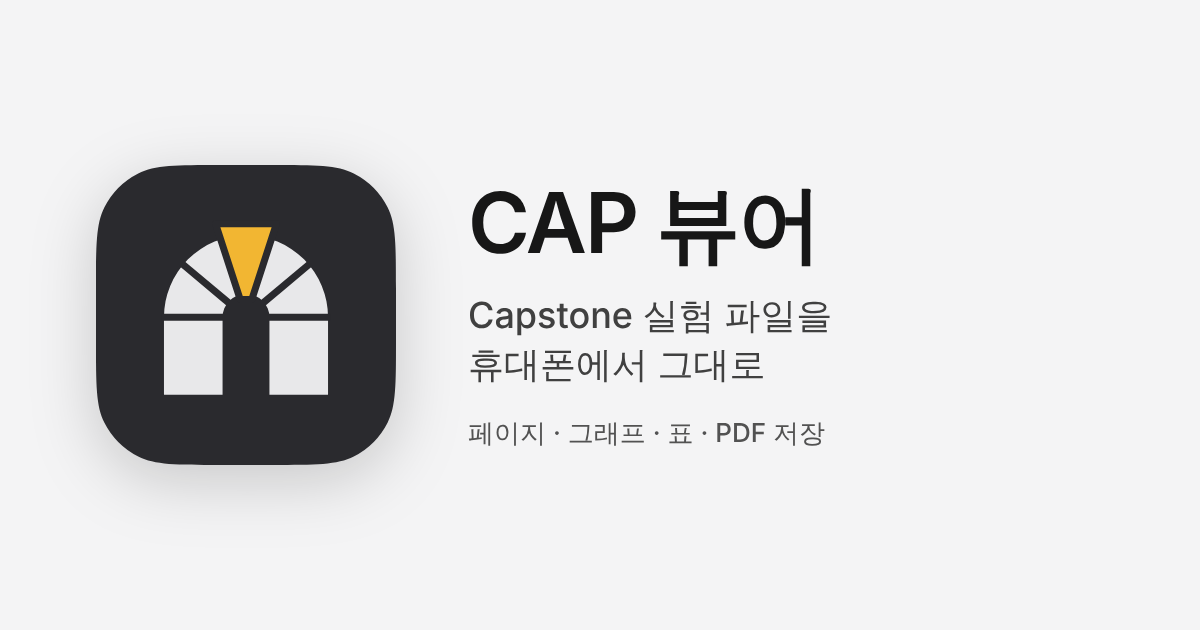 CAP 뷰어
Capstone 실험 파일을
휴대폰에서 그대로
페이지 · 그래프 · 표 · PDF 저장